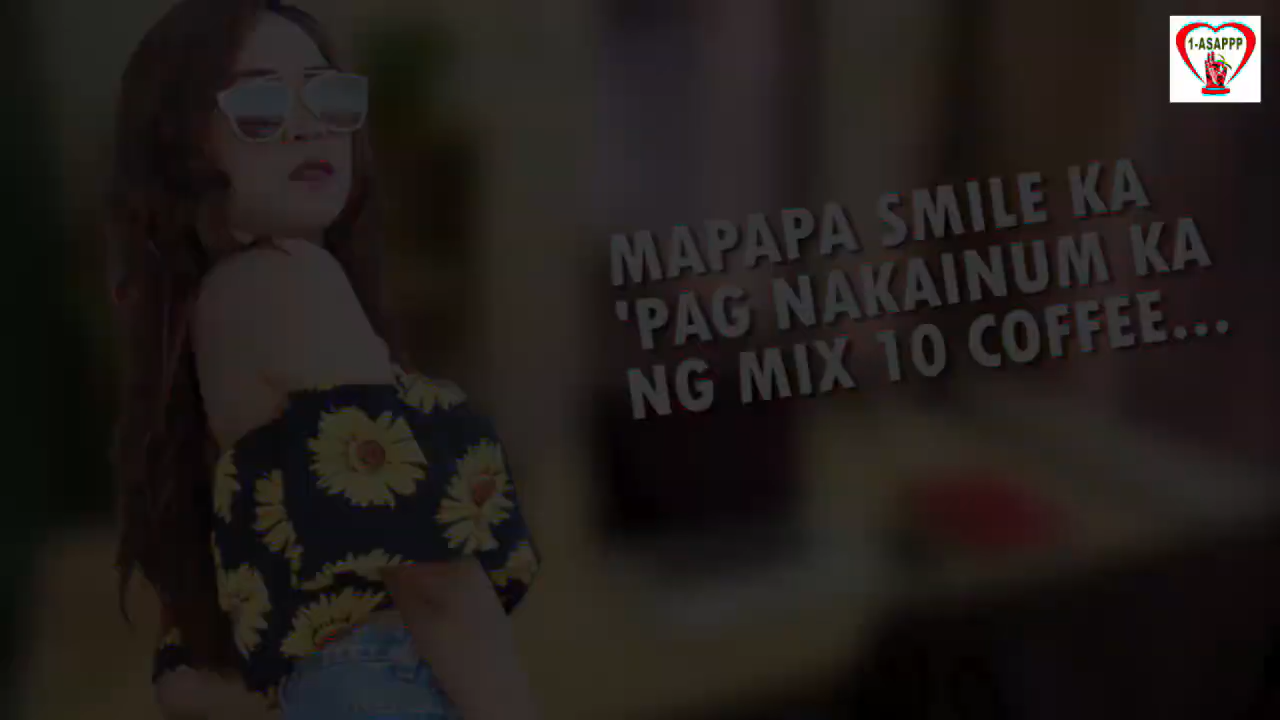 1-ASAPPP
MAPAPA SMILE KA
'PAG NAKAINUM KA
NG MIX 10 COFFEE...